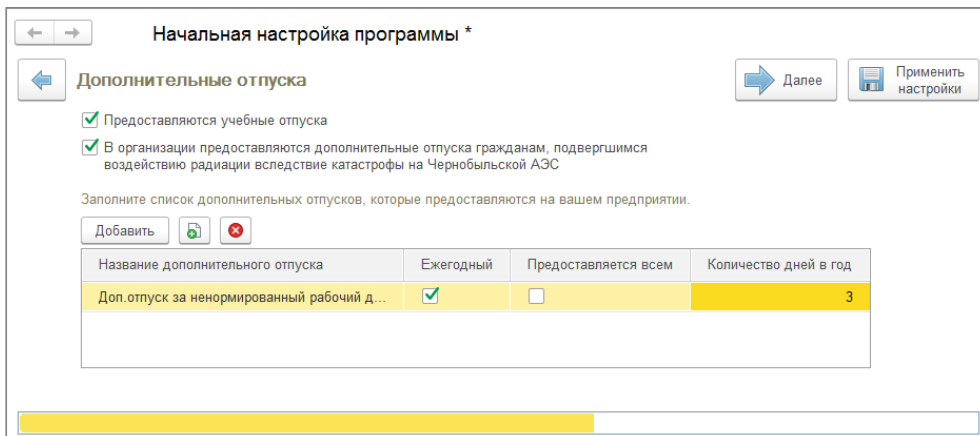 Начальная настройка программы *
Дополнительные отпуска
Далее
Применить
настройки
Предоставляются учебные отпуска
В организации предоставляются дополнительные отпуска гражданам, подвергшимся
воздействию радиации вследствие катастрофы на Чернобыльской АЭС
Заполните список дополнительных отпусков, которые предоставляются на вашем предприятии.
Добавить
Название дополнительного отпуска Ежегодный Предоставляется всем Количество дней в год
Доп.отпуск за ненормированный рабочий д... 3